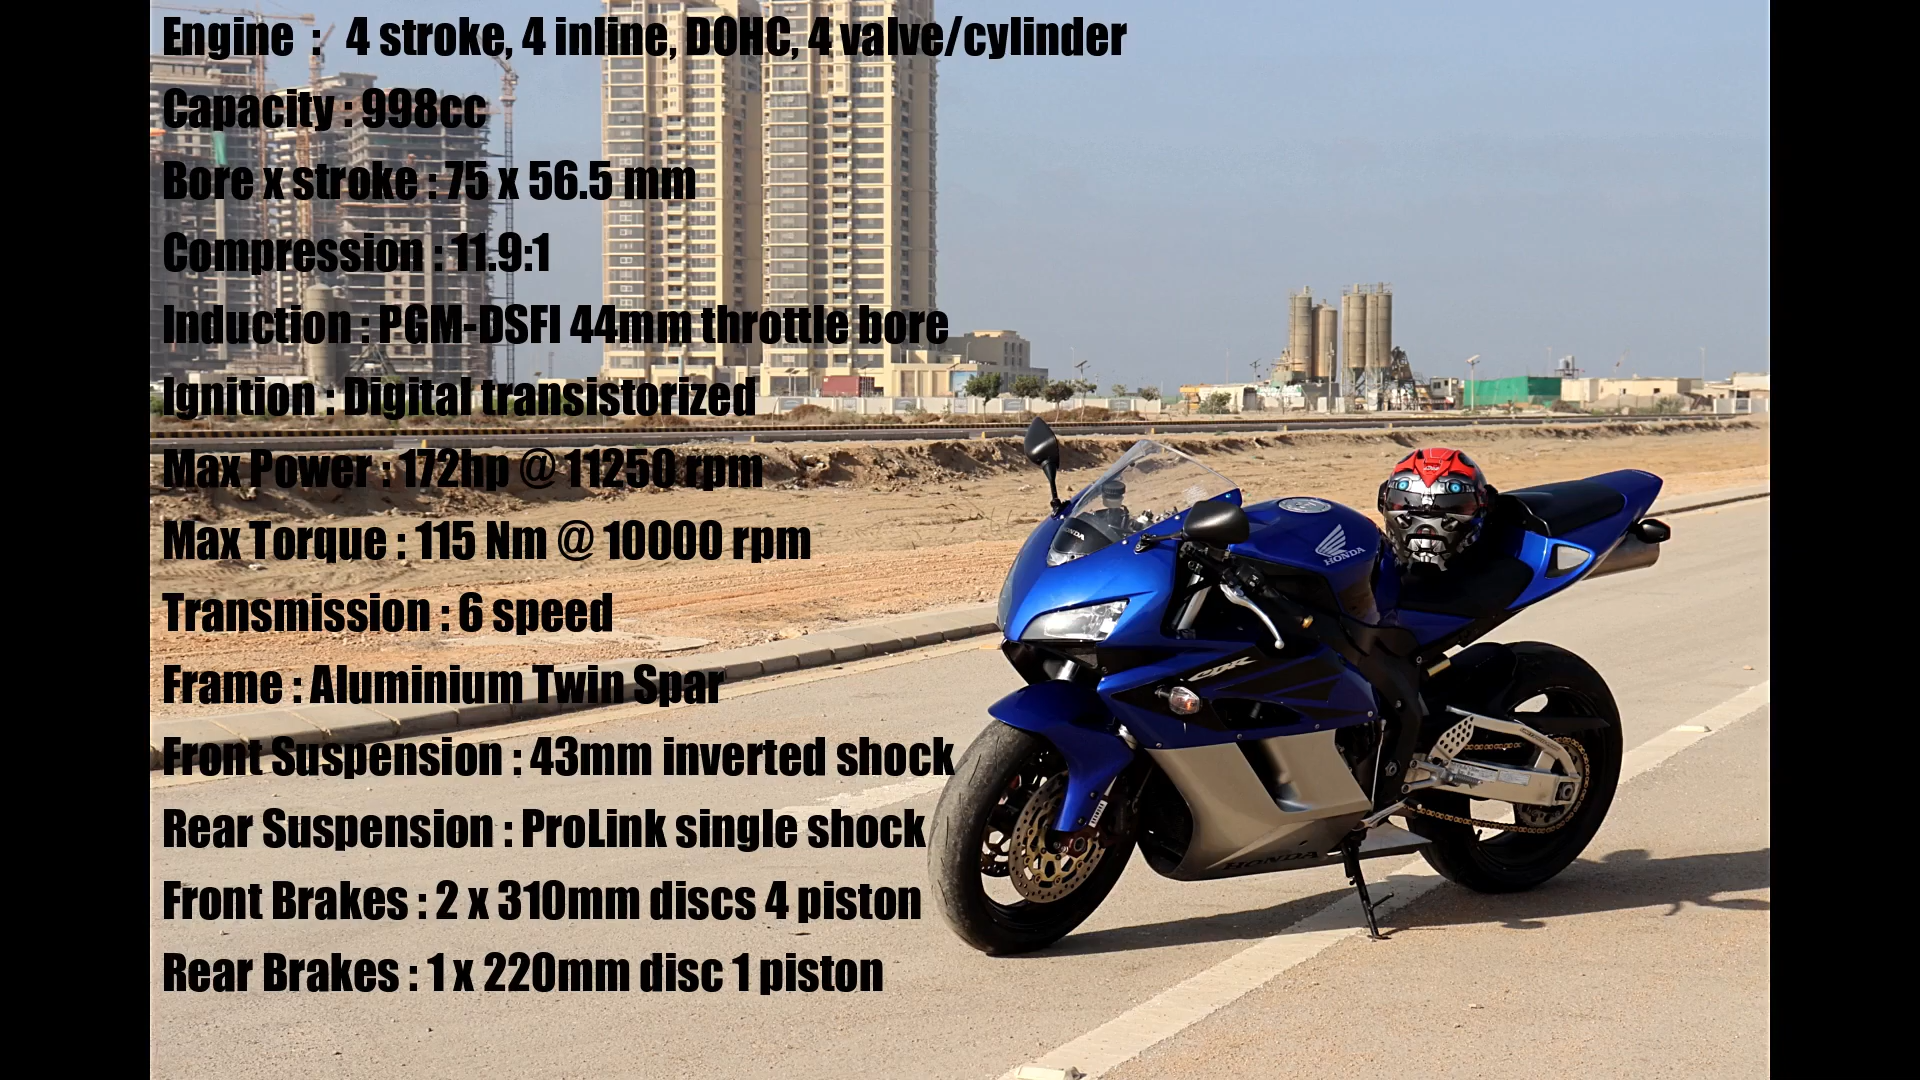 Engine : 4 stroke, 4 inline, DOHC, 4 valve/cylinder
Capacity : 998cc
Bore x stroke : 75 x 56.5 mm
Compression : 11.9:1
Induction : PGM-DSFI 44mm throttle bore
Ignition : Digital transistorized
Max Power : 172hp @ 11250 rpm
Max Torque : 115 Nm @ 10000 rpm
Transmission : 6 speed
Frame : Aluminium Twin Spar
Front Suspension : 43mm inverted shock
Rear Suspension : ProLink single shock
Front Brakes : 2 x 310mm discs 4 piston
Rear Brakes : 1 x 220mm disc 1 piston
HONDA
HONDA
CBR
HONDA